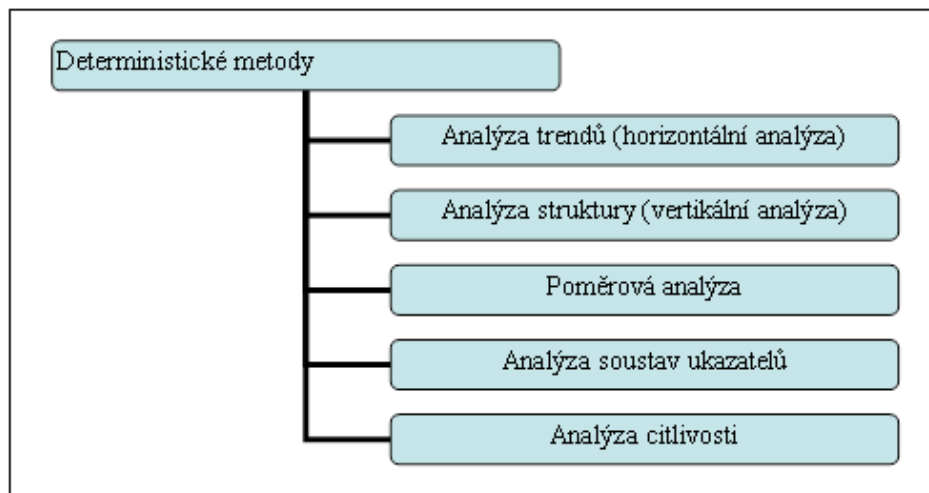 Deterministické metody
Analýza trendů (horizontální analýza)
Analýza struktury (vertikální analýza)
Poměrová analýza
Analýza soustav ukazatelů
Analýza citlivosti